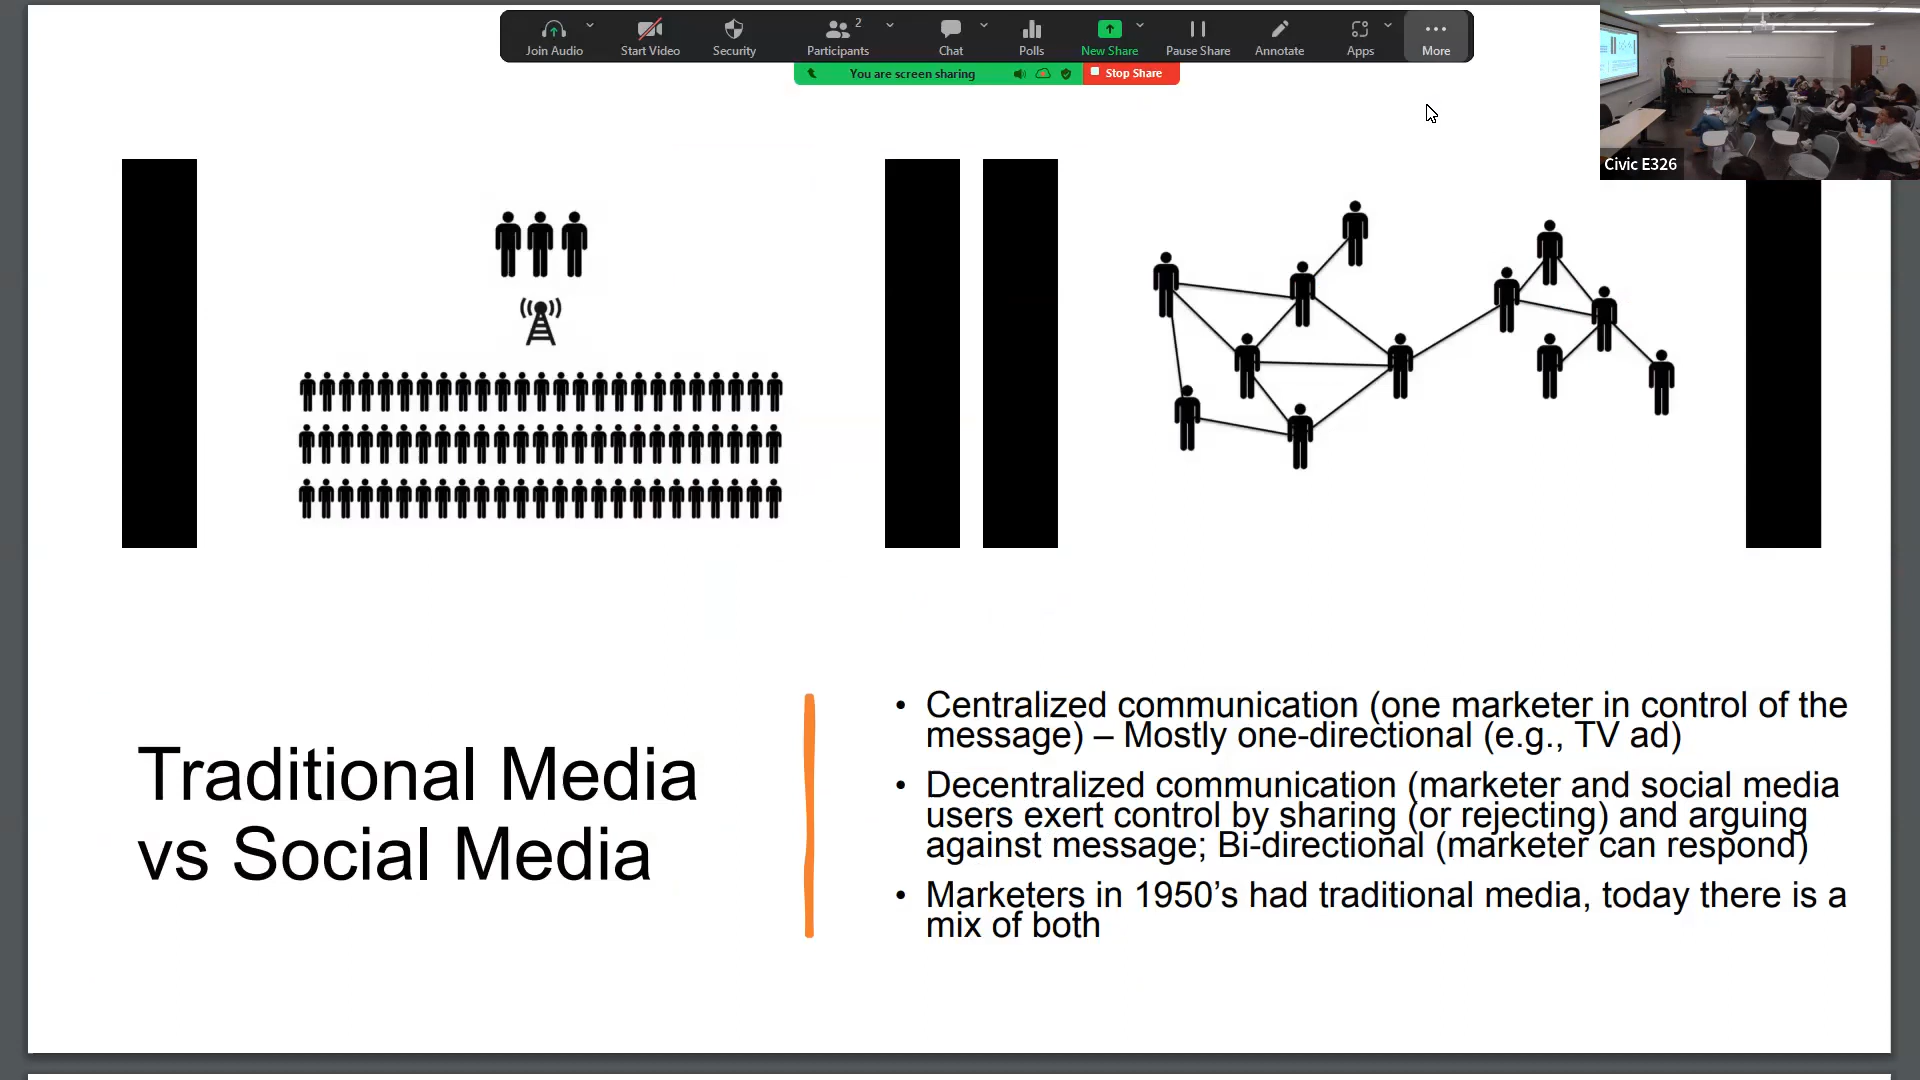 Join Audio
Start Video
Security
Participants
2
Chat
Polls
New Share
Pause Share
Annotate
Apps
More
You are screen sharing
Stop Share
Civic E326
Traditional Media
vs Social Media
• Centralized communication (one marketer in control of the
message) – Mostly one-directional (e.g., TV ad)
• Decentralized communication (marketer and social media
users exert control by sharing (or rejecting) and arguing
against message; Bi-directional (marketer can respond)
• Marketers in 1950’s had traditional media, today there is a
mix of both